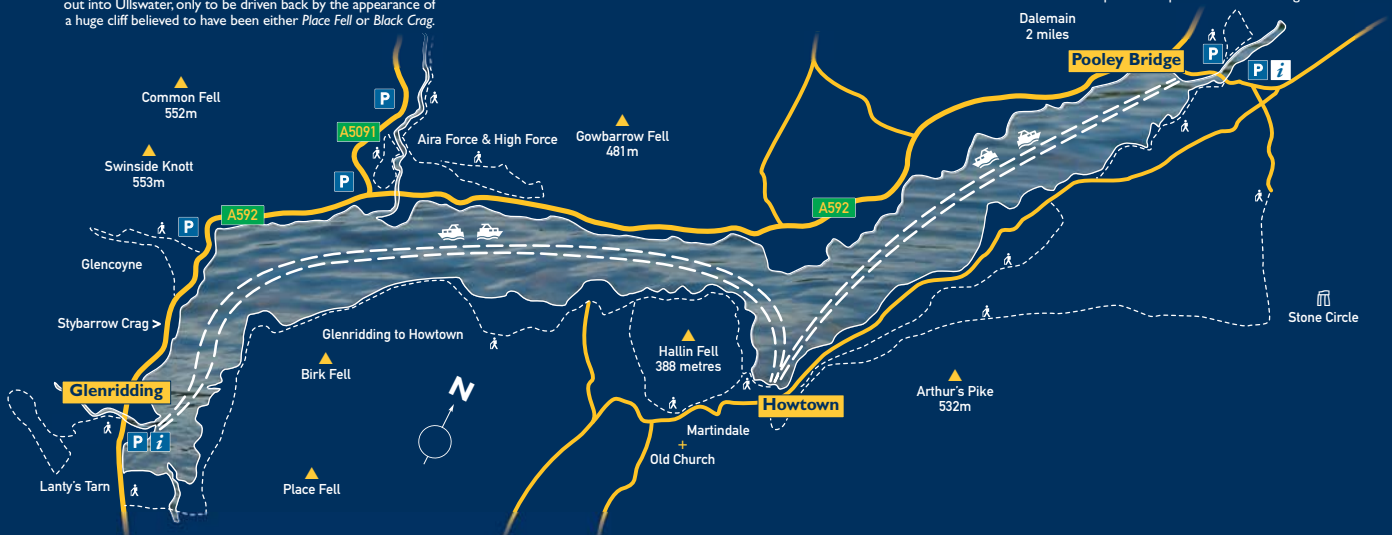 out into Ullswater, only to be driven back by the appearance of
a huge cliff believed to have been either Place Fell or Black Crag.
Dalemain
2 miles
Pooley Bridge
P
P i
Common Fell
552m
P
A5091
Aira Force & High Force
Gowbarrow Fell
481m
Swinside Knott
553m
P
A592
A592
P
Glencoyne
Stybarrow Crag >
Glenridding to Howtown
Hallin Fell
388 metres
Stone Circle
Birk Fell
Glenridding
N
Howtown
Arthur's Pike
532m
Martindale
Old Church
P i
Lanty's Tarn
Place Fell